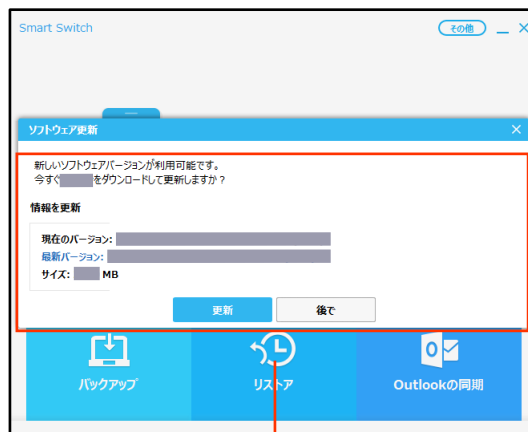 Smart Switch
その他
ソフトウェア更新
新しいソフトウェアバージョンが利用可能です。
今すぐをダウンロードして更新しますか？
情報を更新
現在のバージョン:
最新バージョン:
サイズ: MB
更新 後で
バックアップ リストア Outlookの同期